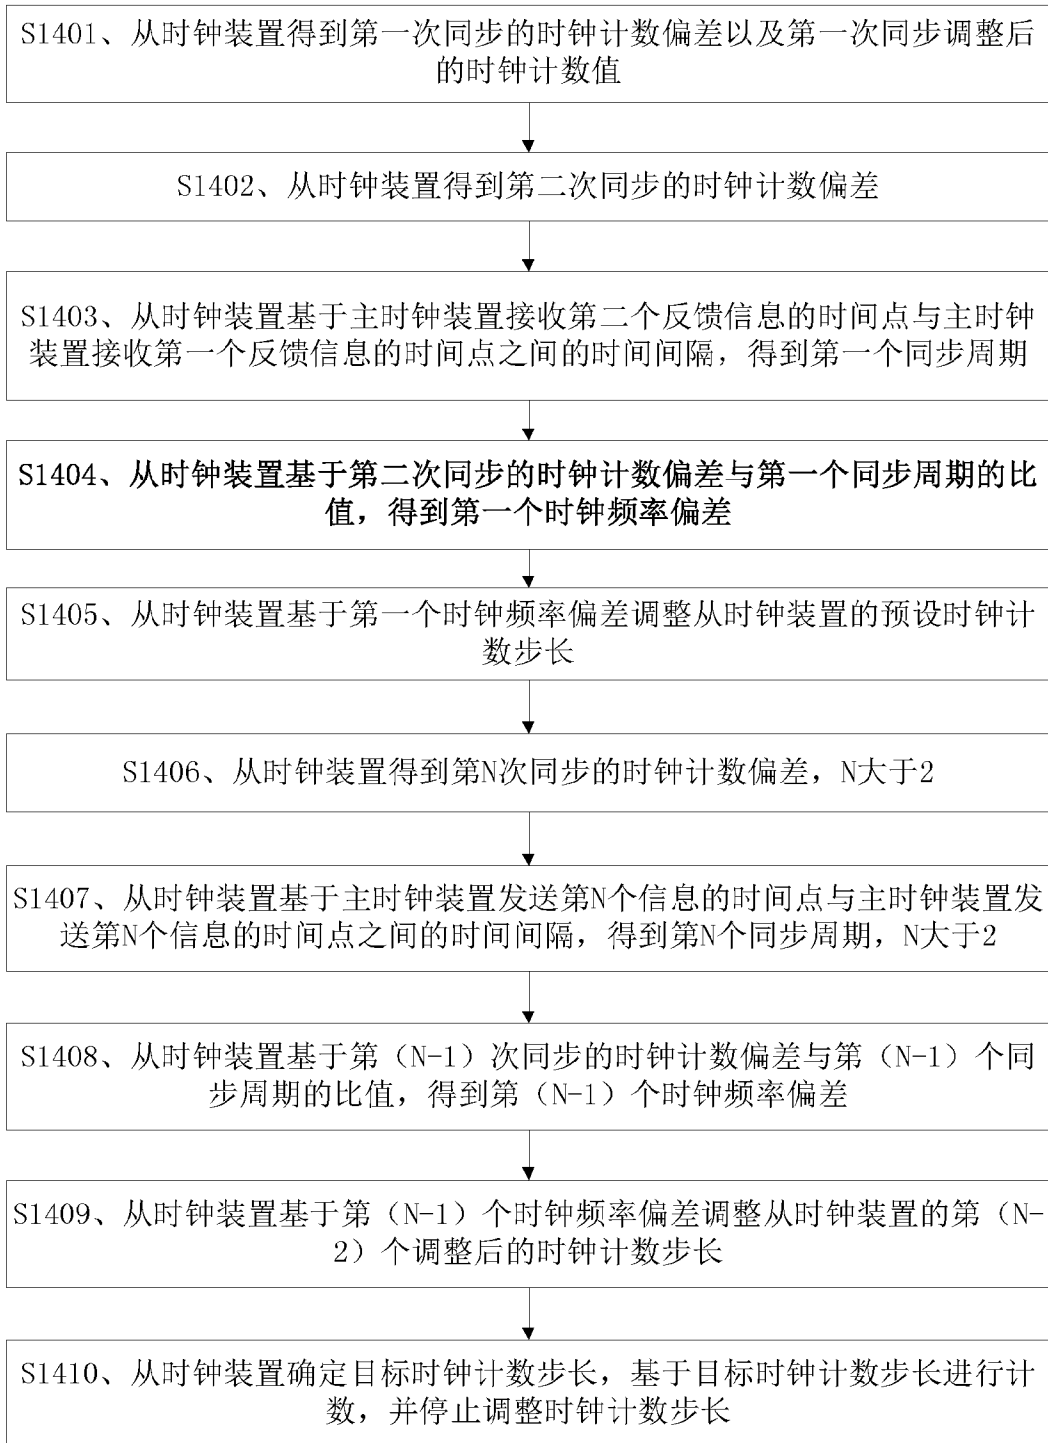 S1401、从时钟装置得到第一次同步的时钟计数偏差以及第一次同步调整后
的时钟计数值
S1402、从时钟装置得到第二次同步的时钟计数偏差
S1403、从时钟装置基于主时钟装置接收第二个反馈信息的时间点与主时钟
装置接收第一个反馈信息的时间点之间的时间间隔，得到第一个同步周期
S1404、从时钟装置基于第二次同步的时钟计数偏差与第一个同步周期的比
值，得到第一个时钟频率偏差
S1405、从时钟装置基于第一个时钟频率偏差调整从时钟装置的预设时钟计
数步长
S1406、从时钟装置得到第N次同步的时钟计数偏差，N大于2
S1407、从时钟装置基于主时钟装置发送第N个信息的时间点与主时钟装置发
送第N个信息的时间点之间的时间间隔，得到第N个同步周期，N大于2
S1408、从时钟装置基于第（N-1）次同步的时钟计数偏差与第（N-1）个同
步周期的比值，得到第（N-1）个时钟频率偏差
S1409、从时钟装置基于第（N-1）个时钟频率偏差调整从时钟装置的第（N-
2）个调整后的时钟计数步长
S1410、从时钟装置确定目标时钟计数步长，基于目标时钟计数步长进行计
数，并停止调整时钟计数步长